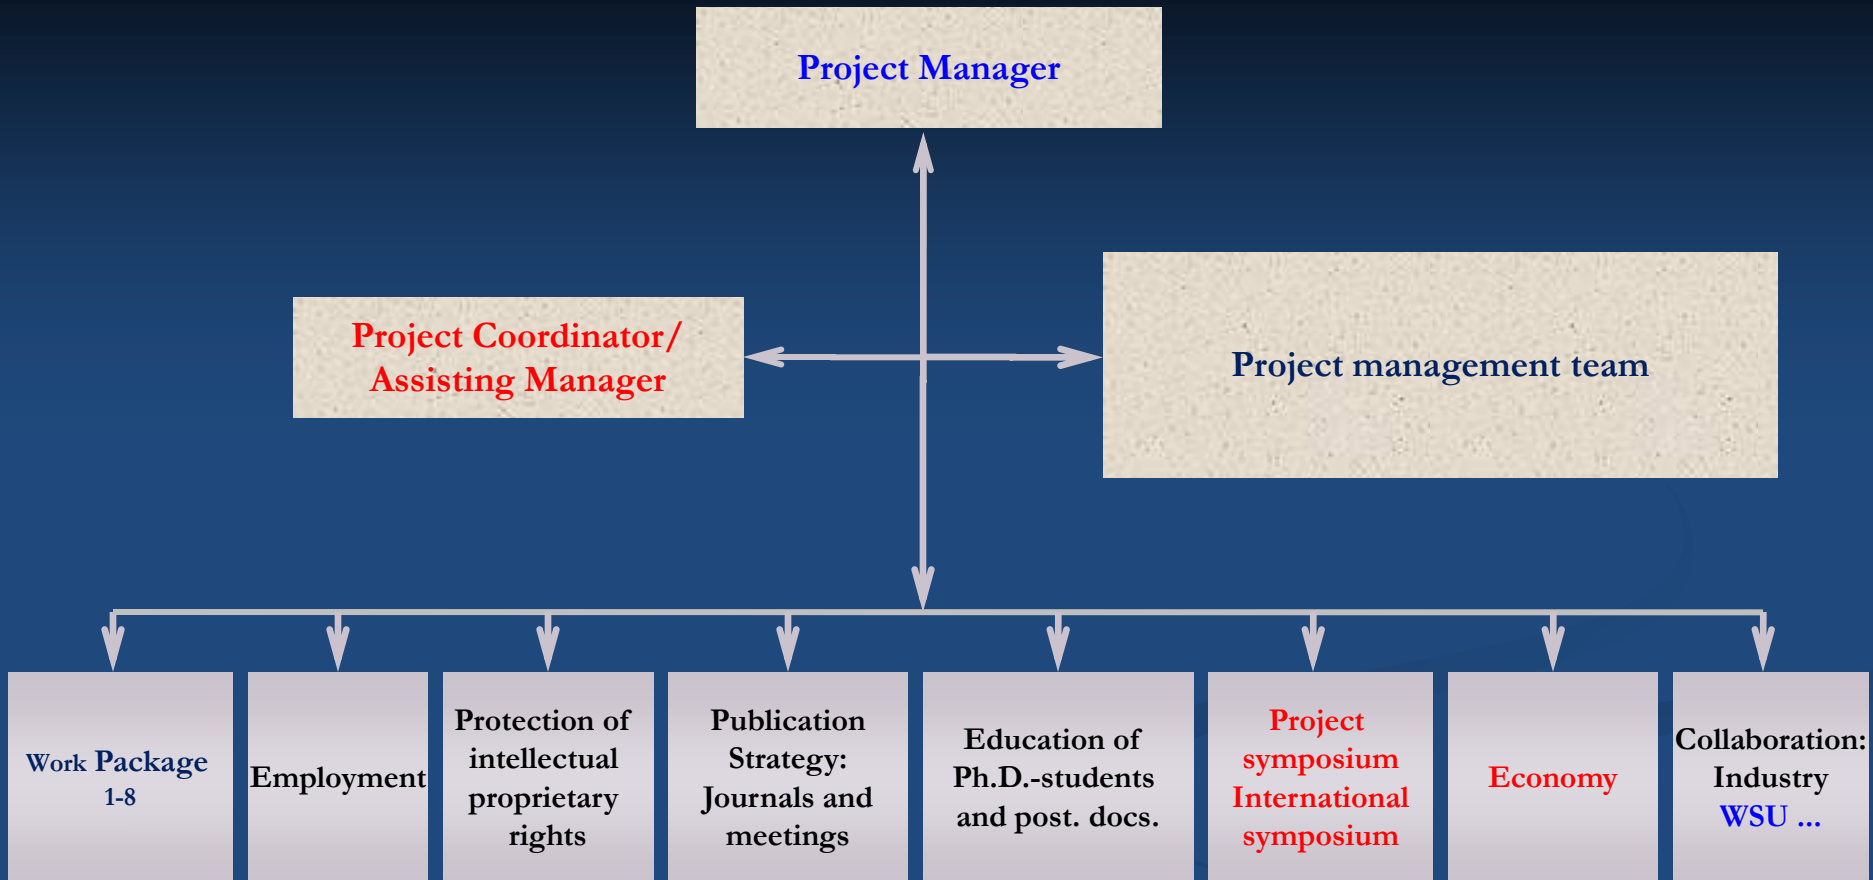 Project Manager
Project Coordinator/
Assisting Manager
Project management team
Work Package
1-8
Employment
Protection of
intellectual
proprietary
rights
Publication
Strategy:
Journals and
meetings
Education of
Ph.D.-students
and post. docs.
Project
symposium
International
symposium
Economy
Collaboration:
Industry
WSU ...